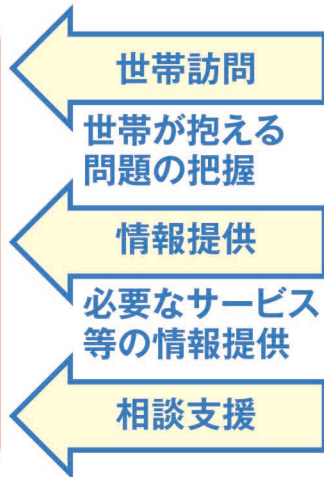 世帯訪問
世帯が抱える
問題の把握
情報提供
必要なサービス
等の情報提供
相談支援